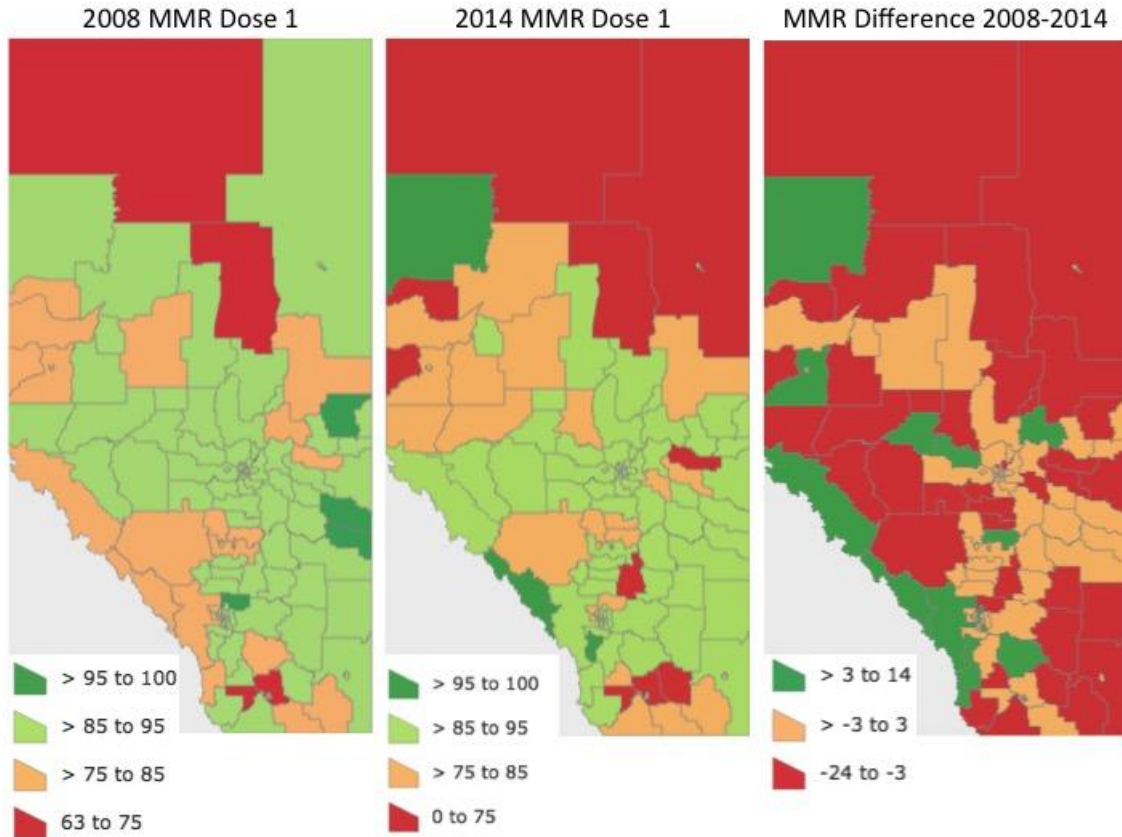 2008 MMR Dose 1
2014 MMR Dose 1
MMR Difference 2008-2014
> 95 to 100
> 85 to 95
> 75 to 85
63 to 75
> 95 to 100
> 85 to 95
> 75 to 85
0 to 75
> 3 to 14
> -3 to 3
-24 to -3